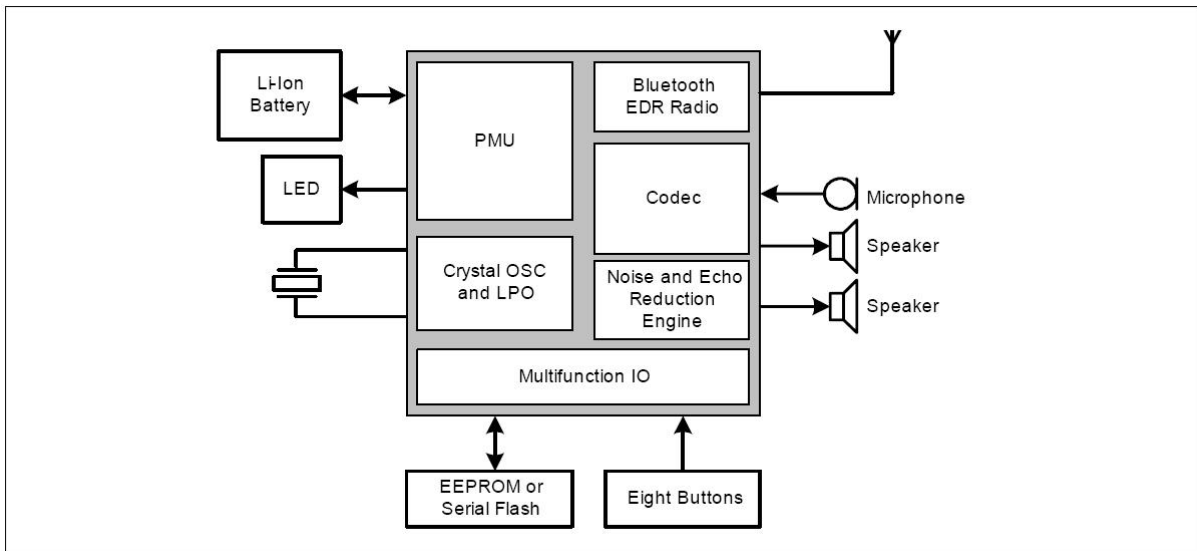 Li-Ion
Battery
PMU
Bluetooth
EDR Radio
LED
Codec
Microphone
Speaker
Crystal OSC
and LPO
Noise and Echo
Reduction
Engine
Speaker
Multifunction IO
EEPROM or
Serial Flash
Eight Buttons